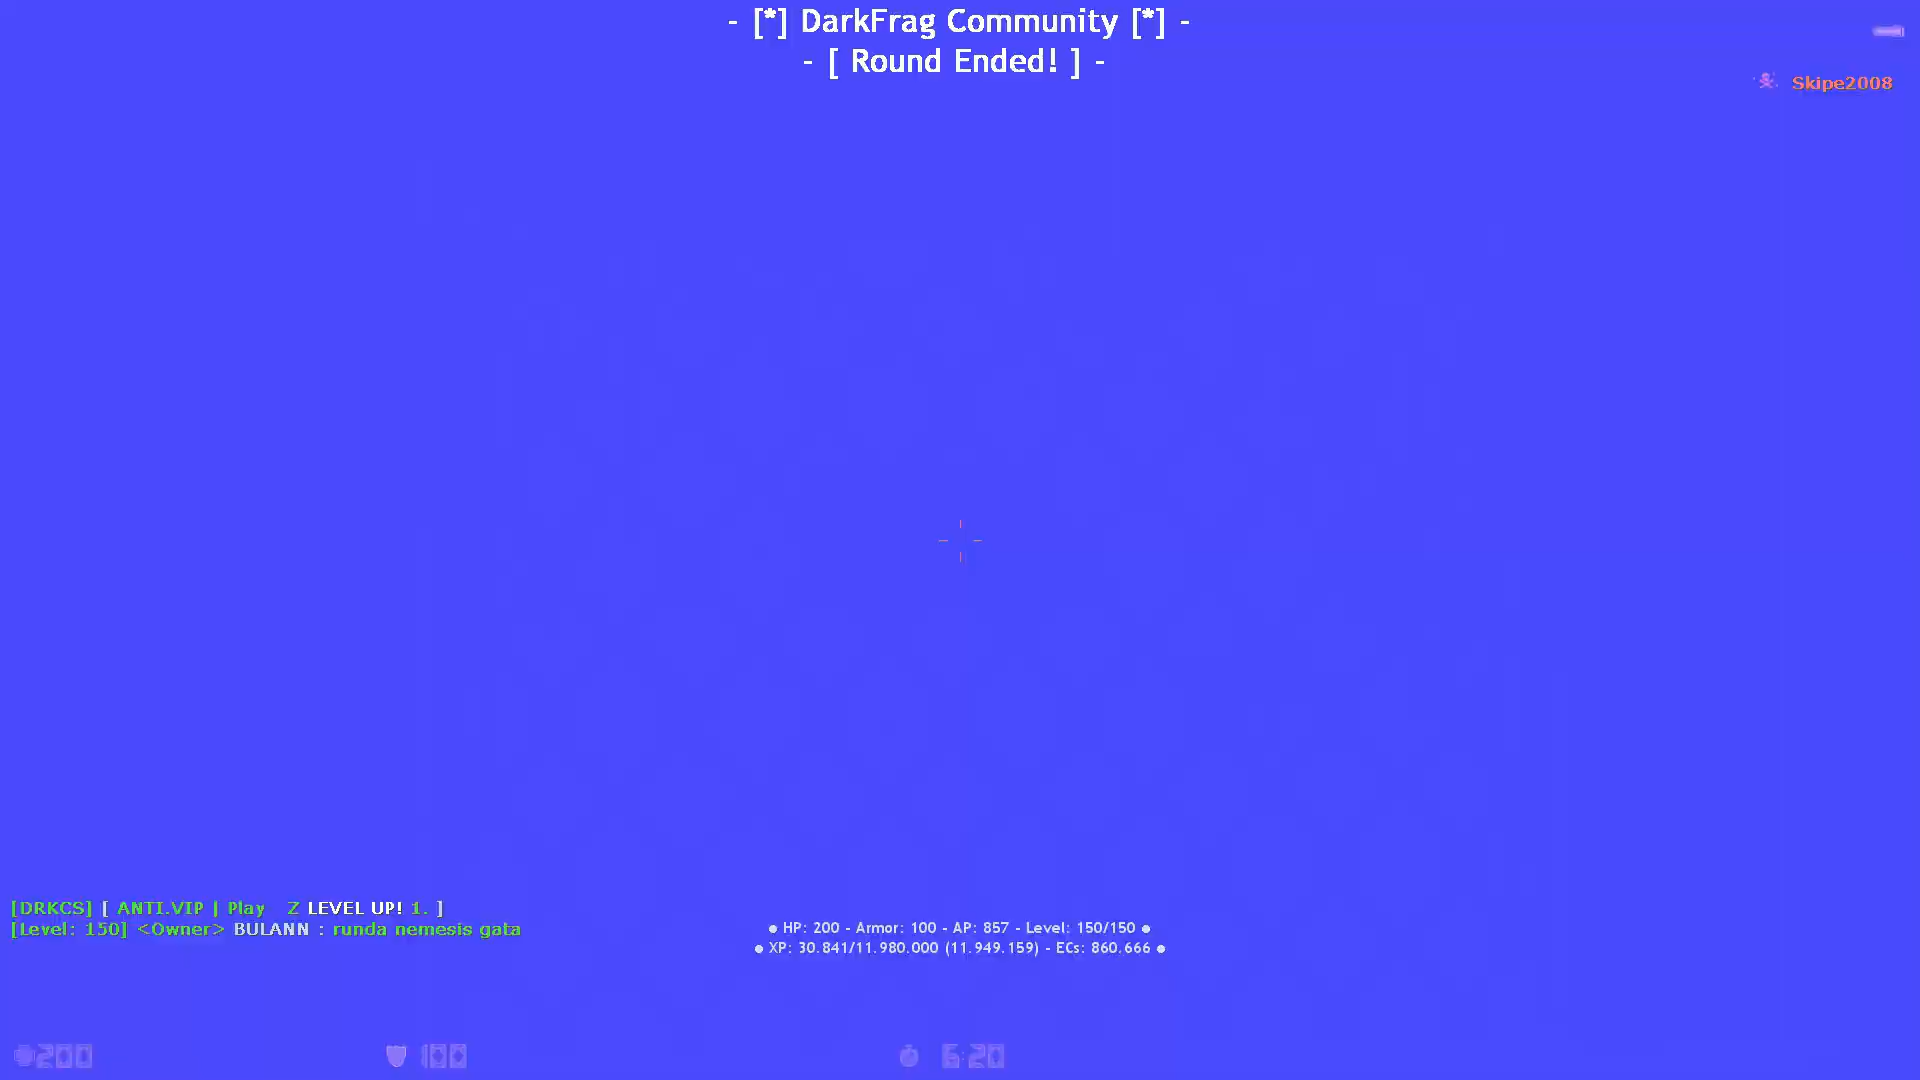 - [*] DarkFrag Community [*] -
- [ Round Ended! ] -
Skipe2008
[DRKCS] [ ANTI.VIP | Play Z LEVEL UP! 1. ]
[Level: 150] <Owner> BULANN : runda nemesis gata
● HP: 200 - Armor: 100 - AP: 857 - Level: 150/150 ●
● XP: 30.841/11.980.000 (11.949.159) - ECs: 860.666 ●
200 100 6:20